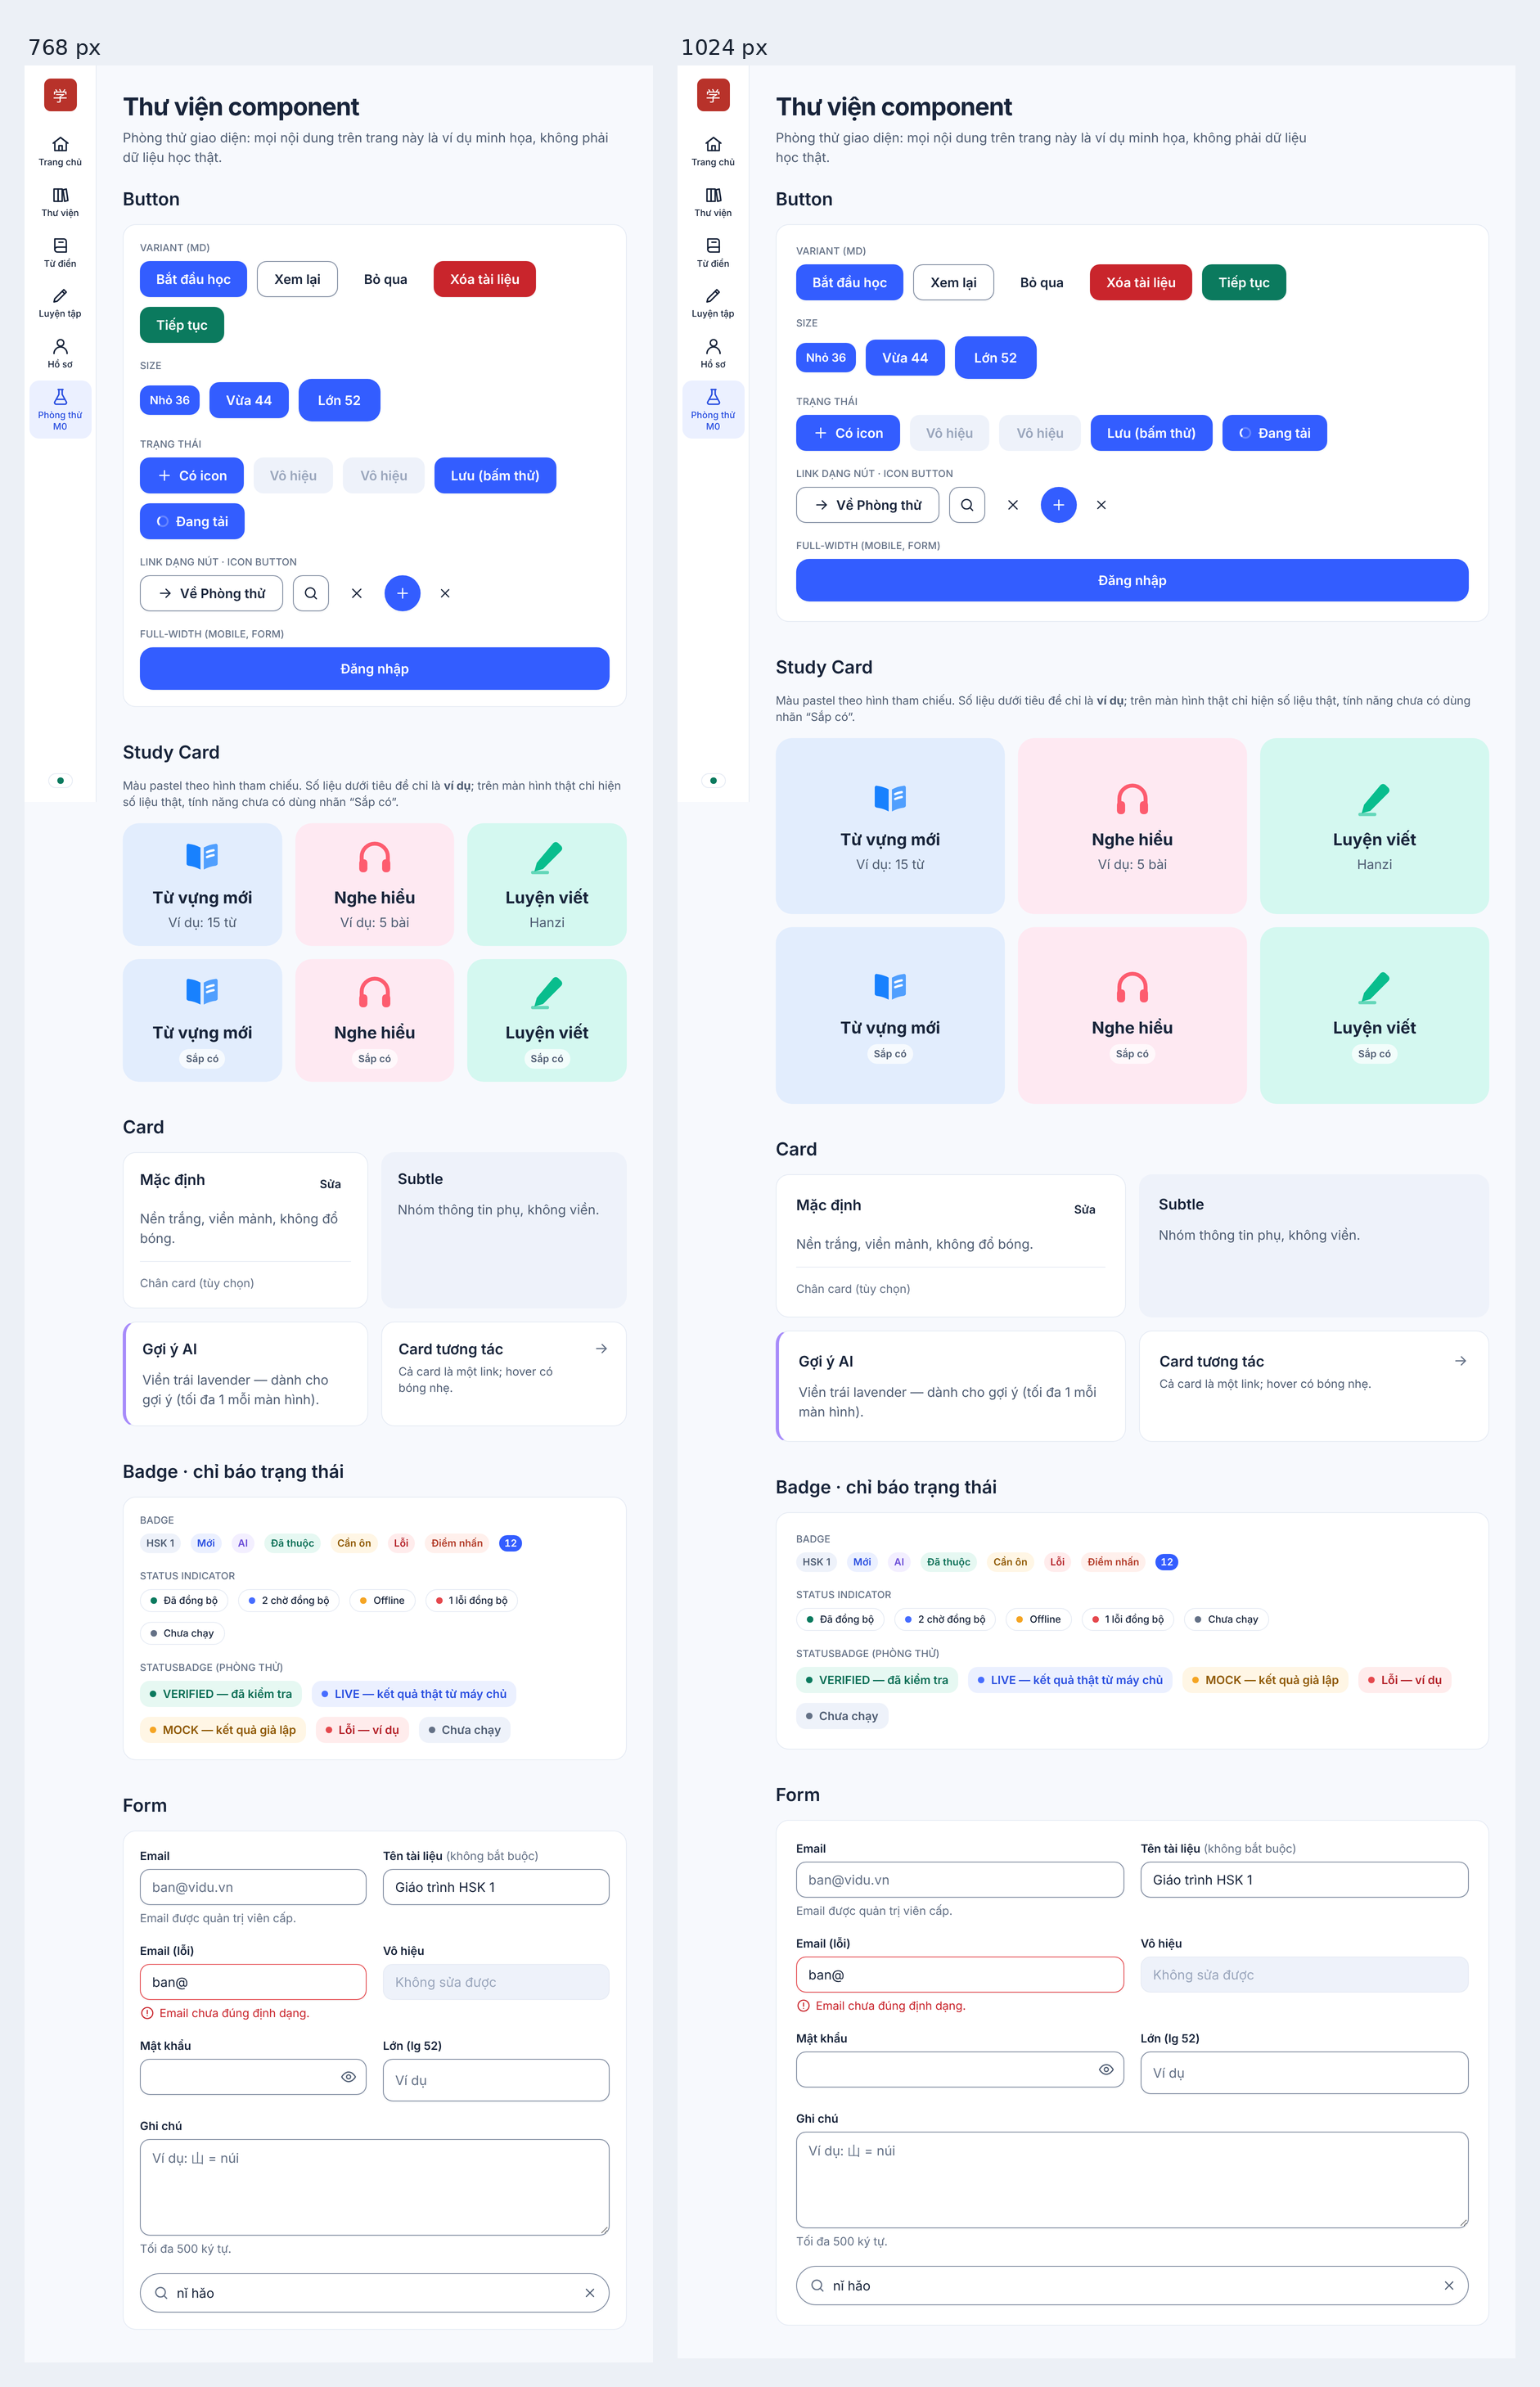 768 px
学
Trang chủ
Thư viện
Từ điển
Luyện tập
Hồ sơ
Phòng thử
M0
Thư viện component
Phòng thử giao diện: mọi nội dung trên trang này là ví dụ minh họa, không phải
dữ liệu học thật.
Button
VARIANT (MD)
Bắt đầu học
Xem lại
Bỏ qua
Xóa tài liệu
Tiếp tục
SIZE
Nhỏ 36
Vừa 44
Lớn 52
TRẠNG THÁI
Có icon
Vô hiệu
Vô hiệu
Lưu (bấm thử)
Đang tải
LINK DẠNG NÚT · ICON BUTTON
Về Phòng thử
FULL-WIDTH (MOBILE, FORM)
Đăng nhập
Study Card
Màu pastel theo hình tham chiếu. Số liệu dưới tiêu đề chỉ là ví dụ; trên màn hình thật chỉ hiện
số liệu thật, tính năng chưa có dùng nhãn “Sắp có”.
Từ vựng mới
Ví dụ: 15 từ
Nghe hiểu
Ví dụ: 5 bài
Luyện viết
Hanzi
Từ vựng mới
Sắp có
Nghe hiểu
Sắp có
Luyện viết
Sắp có
Card
Mặc định
Sửa
Nền trắng, viền mảnh, không đổ
bóng.
Chân card (tùy chọn)
Subtle
Nhóm thông tin phụ, không viền.
Gợi ý AI
Viền trái lavender — dành cho
gợi ý (tối đa 1 mỗi màn hình).
Card tương tác
Cả card là một link; hover có
bóng nhẹ.
Badge · chỉ báo trạng thái
BADGE
HSK 1
Mới
AI
Đã thuộc
Cần ôn
Lỗi
Điểm nhấn
12
STATUS INDICATOR
Đã đồng bộ
2 chờ đồng bộ
Offline
1 lỗi đồng bộ
Chưa chạy
STATUSBADGE (PHÒNG THỬ)
VERIFIED — đã kiểm tra
LIVE — kết quả thật từ máy chủ
MOCK — kết quả giả lập
Lỗi — ví dụ
Chưa chạy
Form
Email
ban@vidu.vn
Email được quản trị viên cấp.
Tên tài liệu (không bắt buộc)
Giáo trình HSK 1
Email (lỗi)
ban@
Email chưa đúng định dạng.
Vô hiệu
Không sửa được
Mật khẩu
Lớn (lg 52)
Ví dụ
Ghi chú
Ví dụ: 山 = núi
Tối đa 500 ký tự.
nǐ hǎo
1024 px
学
Trang chủ
Thư viện
Từ điển
Luyện tập
Hồ sơ
Phòng thử
M0
Thư viện component
Phòng thử giao diện: mọi nội dung trên trang này là ví dụ minh họa, không phải dữ liệu
học thật.
Button
VARIANT (MD)
Bắt đầu học
Xem lại
Bỏ qua
Xóa tài liệu
Tiếp tục
SIZE
Nhỏ 36
Vừa 44
Lớn 52
TRẠNG THÁI
Có icon
Vô hiệu
Vô hiệu
Lưu (bấm thử)
Đang tải
LINK DẠNG NÚT · ICON BUTTON
Về Phòng thử
FULL-WIDTH (MOBILE, FORM)
Đăng nhập
Study Card
Màu pastel theo hình tham chiếu. Số liệu dưới tiêu đề chỉ là ví dụ; trên màn hình thật chỉ hiện số liệu thật, tính năng chưa có dùng
nhãn “Sắp có”.
Từ vựng mới
Ví dụ: 15 từ
Nghe hiểu
Ví dụ: 5 bài
Luyện viết
Hanzi
Từ vựng mới
Sắp có
Nghe hiểu
Sắp có
Luyện viết
Sắp có
Card
Mặc định
Sửa
Nền trắng, viền mảnh, không đổ bóng.
Chân card (tùy chọn)
Subtle
Nhóm thông tin phụ, không viền.
Gợi ý AI
Viền trái lavender — dành cho gợi ý (tối đa 1 mỗi
màn hình).
Card tương tác
Cả card là một link; hover có bóng nhẹ.
Badge · chỉ báo trạng thái
BADGE
HSK 1
Mới
AI
Đã thuộc
Cần ôn
Lỗi
Điểm nhấn
12
STATUS INDICATOR
Đã đồng bộ
2 chờ đồng bộ
Offline
1 lỗi đồng bộ
Chưa chạy
STATUSBADGE (PHÒNG THỬ)
VERIFIED — đã kiểm tra
LIVE — kết quả thật từ máy chủ
MOCK — kết quả giả lập
Lỗi — ví dụ
Chưa chạy
Form
Email
ban@vidu.vn
Email được quản trị viên cấp.
Tên tài liệu (không bắt buộc)
Giáo trình HSK 1
Email (lỗi)
ban@
Email chưa đúng định dạng.
Vô hiệu
Không sửa được
Mật khẩu
Lớn (lg 52)
Ví dụ
Ghi chú
Ví dụ: 山 = núi
Tối đa 500 ký tự.
nǐ hǎo